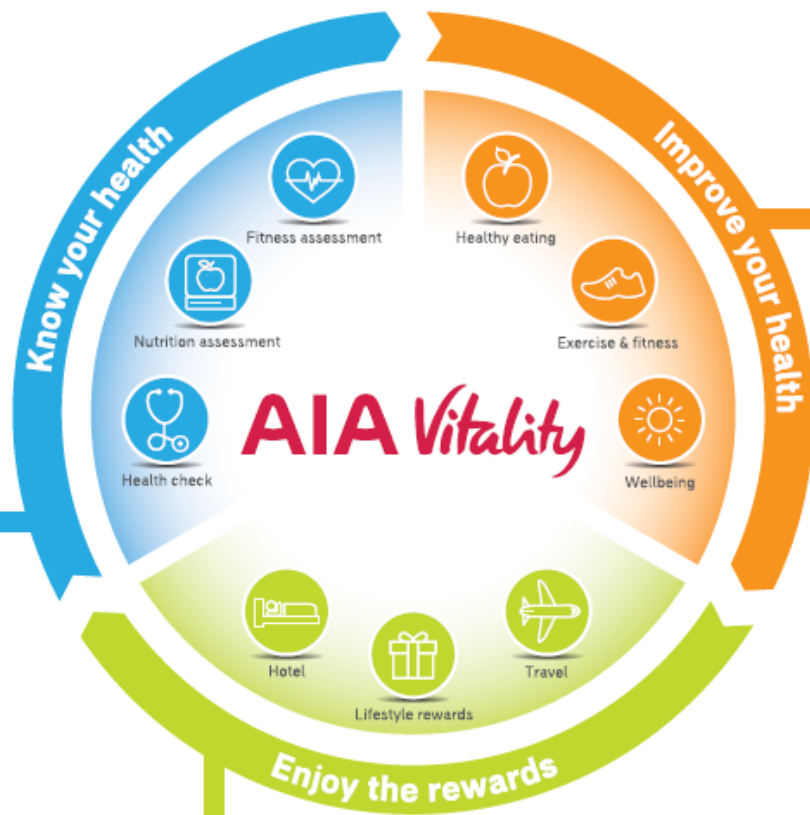 Know your health
Fitness assessment
Nutrition assessment
Health check
Improve your health
Healthy eating
Exercise & fitness
Wellbeing
AIA Vitality
Hotel
Lifestyle rewards
Travel
Enjoy the rewards